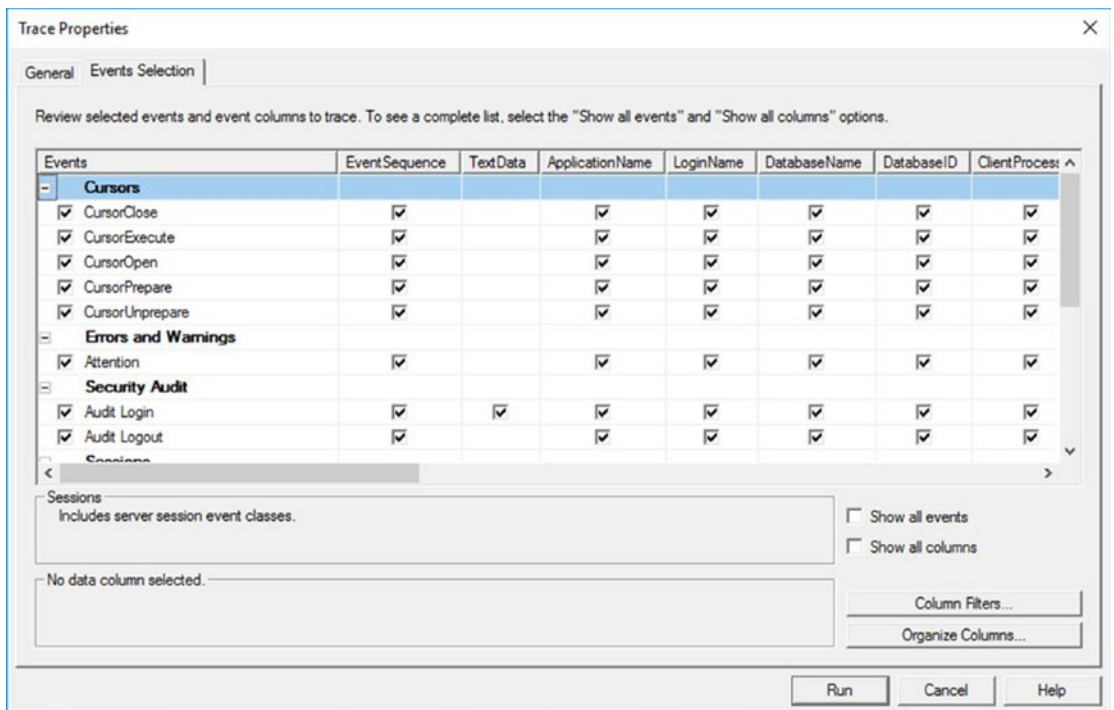 Trace Properties
General Events Selection
Review selected events and event columns to trace. To see a complete list, select the "Show all events" and "Show all columns" options.
Events EventSequence TextData ApplicationName LoginName DatabaseName DatabaseID ClientProcess
Cursors
CursorClose
CursorExecute
CursorOpen
CursorPrepare
CursorUnprepare
Errors and Warnings
Attention
Security Audit
Audit Login
Audit Logout
Sessions
Sessions
Includes server session event classes.
Show all events
Show all columns
No data column selected.
Column Filters...
Organize Columns...
Run Cancel Help